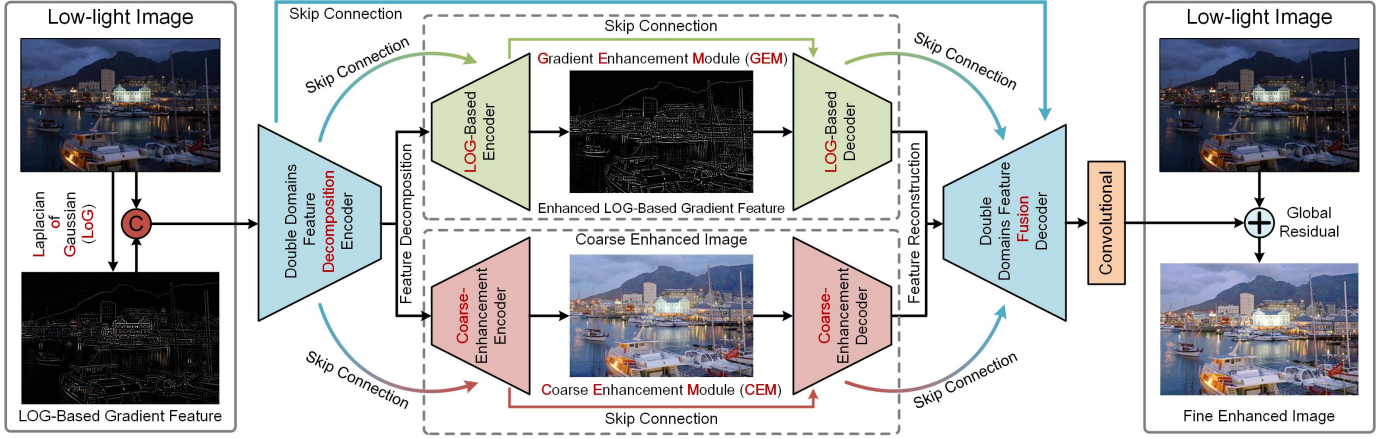 Low-light Image
Laplacian
of
Gaussian
(LoG)
C
LOG-Based Gradient Feature
Skip Connection
Skip Connection
Double Domains
Feature
Decomposition
Encoder
Skip Connection
Feature Decomposition
Skip Connection
Gradient Enhancement Module (GEM)
LOG-Based
Encoder
LOG-Based
Decoder
Enhanced LOG-Based Gradient Feature
Coarse Enhanced Image
Coarse-
Enhancement
Encoder
Coarse-
Enhancement
Decoder
Coarse Enhancement Module (CEM)
Skip Connection
Feature Reconstruction
Skip Connection
Skip Connection
Double
Domains Feature
Fusion
Decoder
Convolutional
Low-light Image
Global
Residual
Fine Enhanced Image